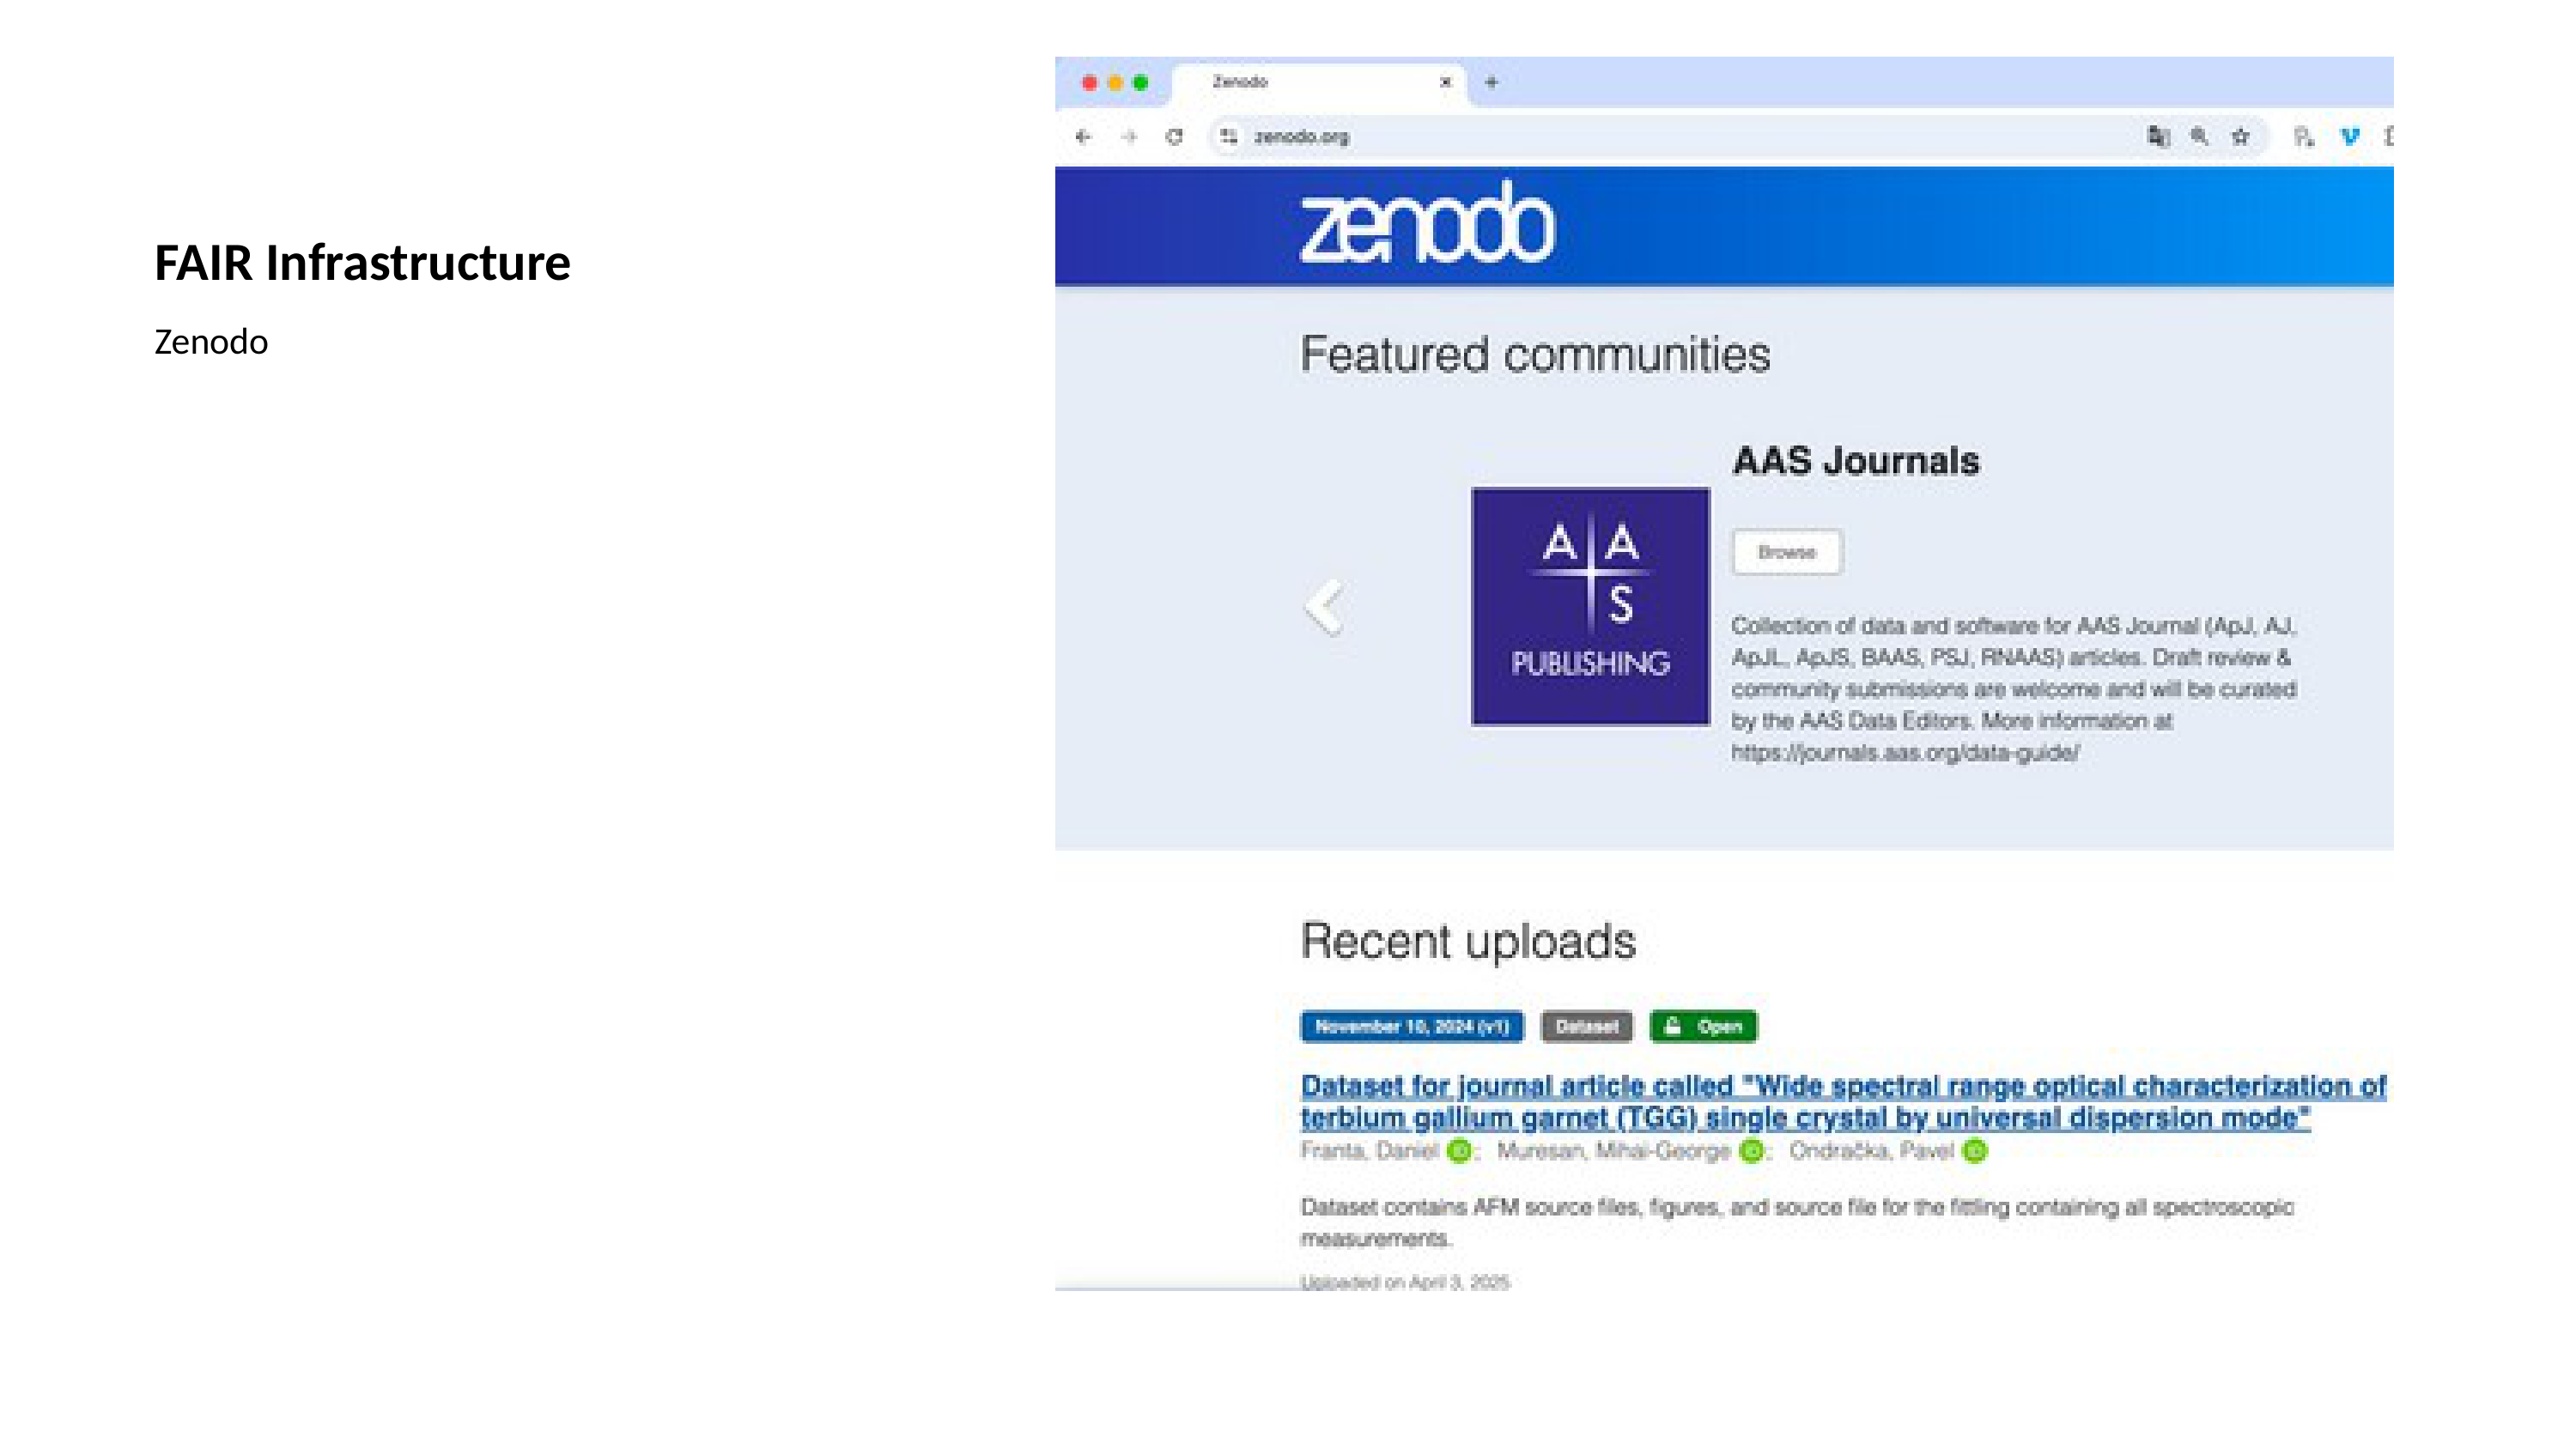 FAIR Infrastructure
Zenodo
Zenodo
zenodo.org
zenodo
Featured communities
AAS Journals
A A
S
PUBLISHING
Browse
Collection of data and software for AAS Journal (ApJ, AJ,
ApJL, ApJS, BAAS, PSJ, RNAAS) articles. Draft review &
community submissions are welcome and will be curated
by the AAS Data Editors. More information at
https://journals.aas.org/data-guide/
Recent uploads
November 10, 2024 (v1) Dataset Open
Dataset for journal article called "Wide spectral range optical characterization of
terbium gallium garnet (TGG) single crystal by universal dispersion mode"
Franta, Daniel iD; Muresan, Mihai-George iD; Ondračka, Pavel iD
Dataset contains AFM source files, figures, and source file for the fittling containing all spectroscopic
measurements.
Uploaded on April 3, 2025